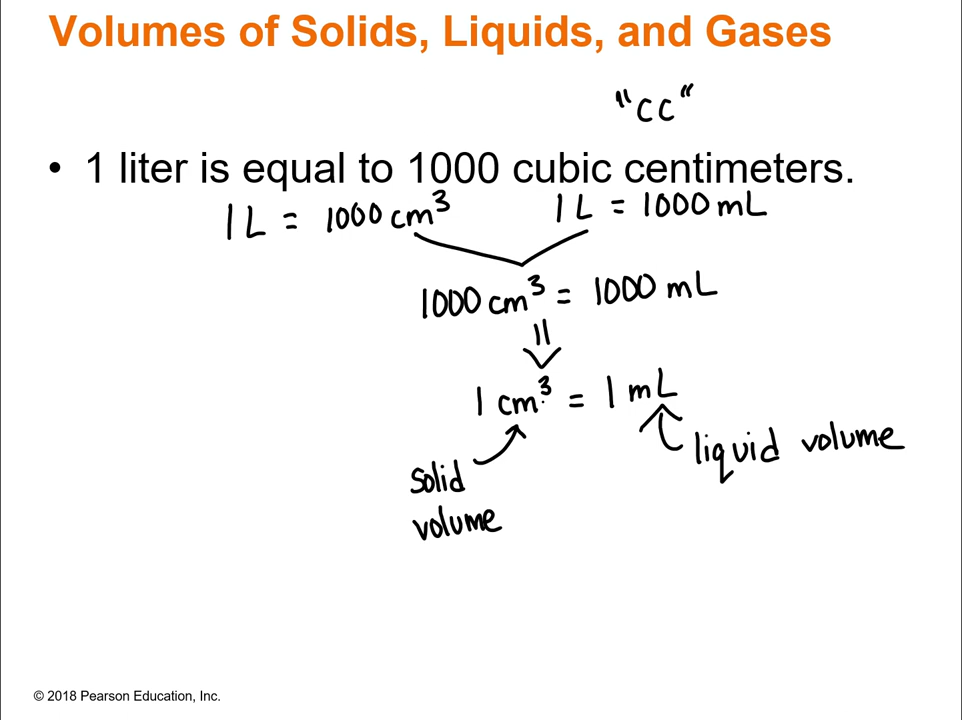 Volumes of Solids, Liquids, and Gases
"cc"
• 1 liter is equal to 1000 cubic centimeters.
1 L = 1000 cm³ 1 L = 1000 mL
1000 cm³ = 1000 mL
1 cm³ = 1 mL
liquid volume
solid
volume
© 2018 Pearson Education, Inc.